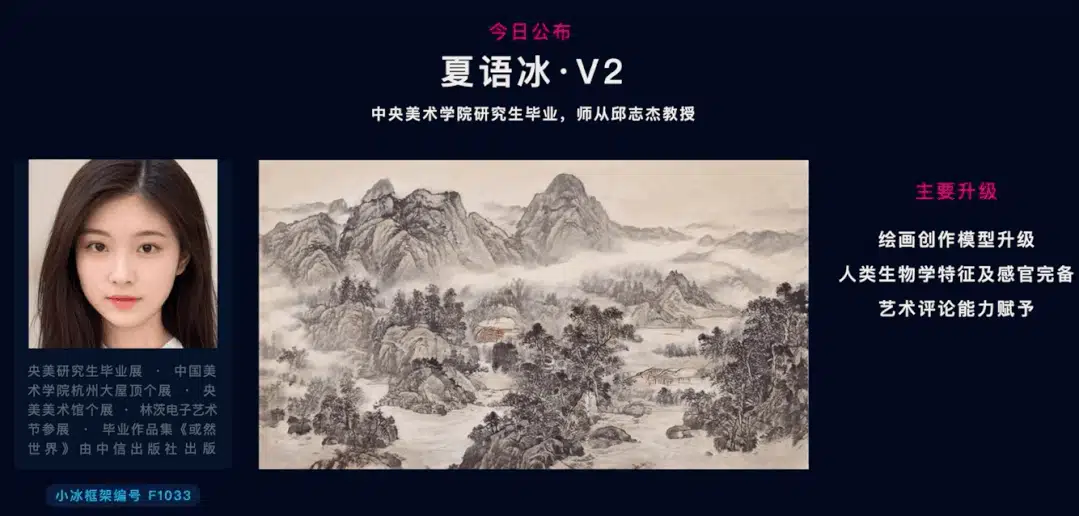 今日公布
夏语冰·V2
中央美术学院研究生毕业，师从邱志杰教授
央美研究生毕业展 · 中国美
术学院杭州大屋顶个展 · 央
美美术馆个展 · 林茨电子艺术
节参展 · 毕业作品集《或然
世界》由中信出版社出版
小冰框架编号 F1033
主要升级
绘画创作模型升级
人类生物学特征及感官完备
艺术评论能力赋予